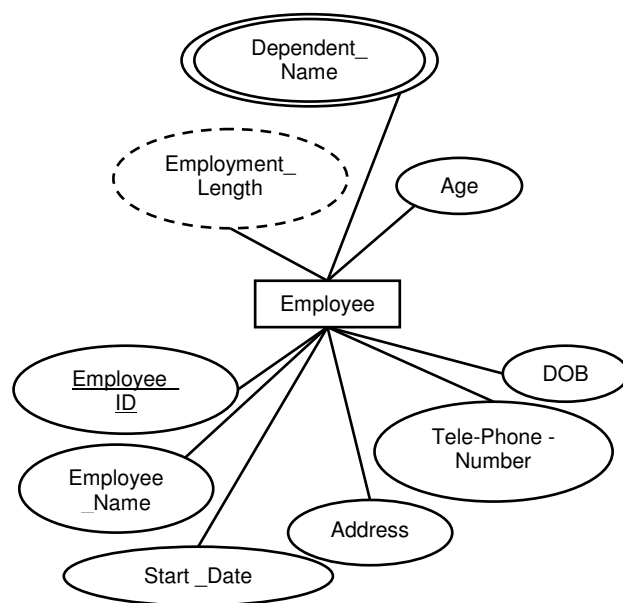 Dependent_
Name
Employment_
Length
Age
Employee
Employee_
ID
DOB
Tele-Phone -
Number
Employee
_Name
Address
Start _Date